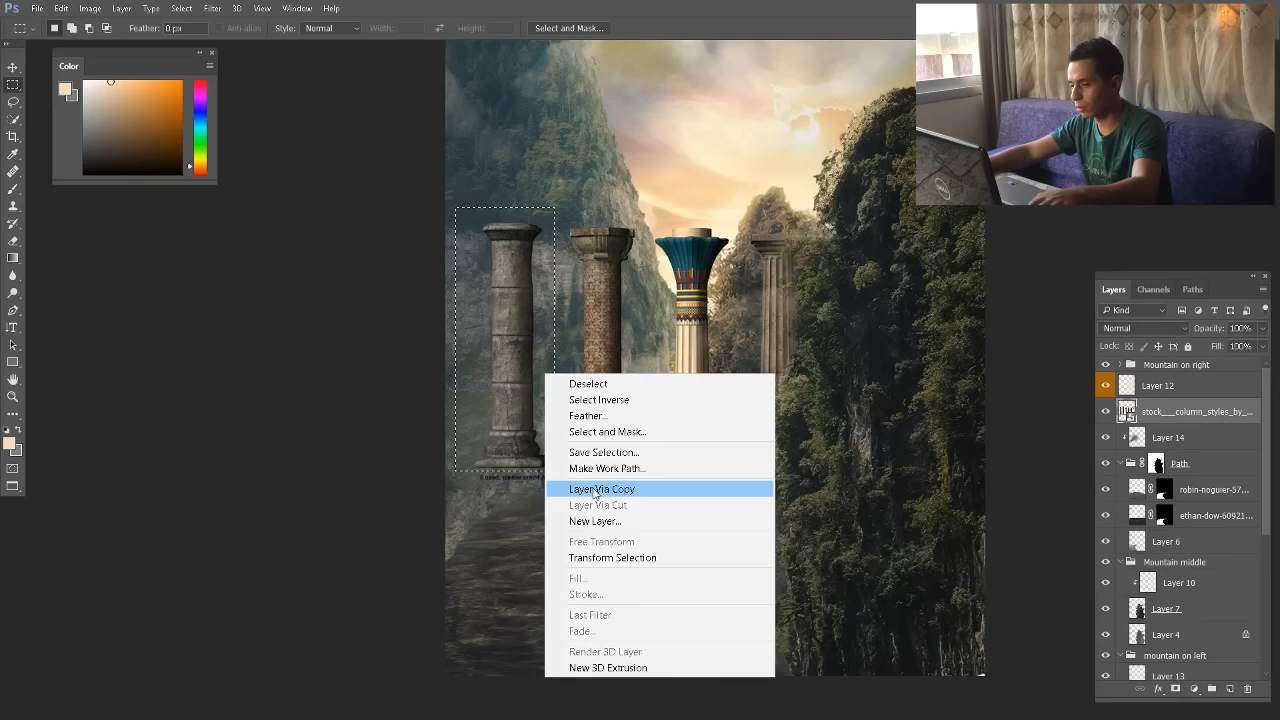 Ps File Edit Image Layer Type Select Filter 3D View Window Help
Feather: 0 px Anti-alias Style: Normal Width: Height: Select and Mask...
Color
Deselect
Select Inverse
Feather...
Select and Mask...
Save Selection...
Make Work Path...
Layer Via Copy
Layer Via Cut
New Layer...
Free Transform
Transform Selection
Fill...
Stroke...
Last Filter
Fade...
Render 3D Layer
New 3D Extrusion
Layers Channels Paths
Kind
Normal Opacity: 100%
Lock: Fill: 100%
Mountain on right
Layer 12
stock___column_styles_by_...
Layer 14
Path
robin-noguier-57...
ethan-dow-60921...
Layer 6
Mountain middle
Layer 10
Layer 7
Layer 4
mountain on left
Layer 13
fx